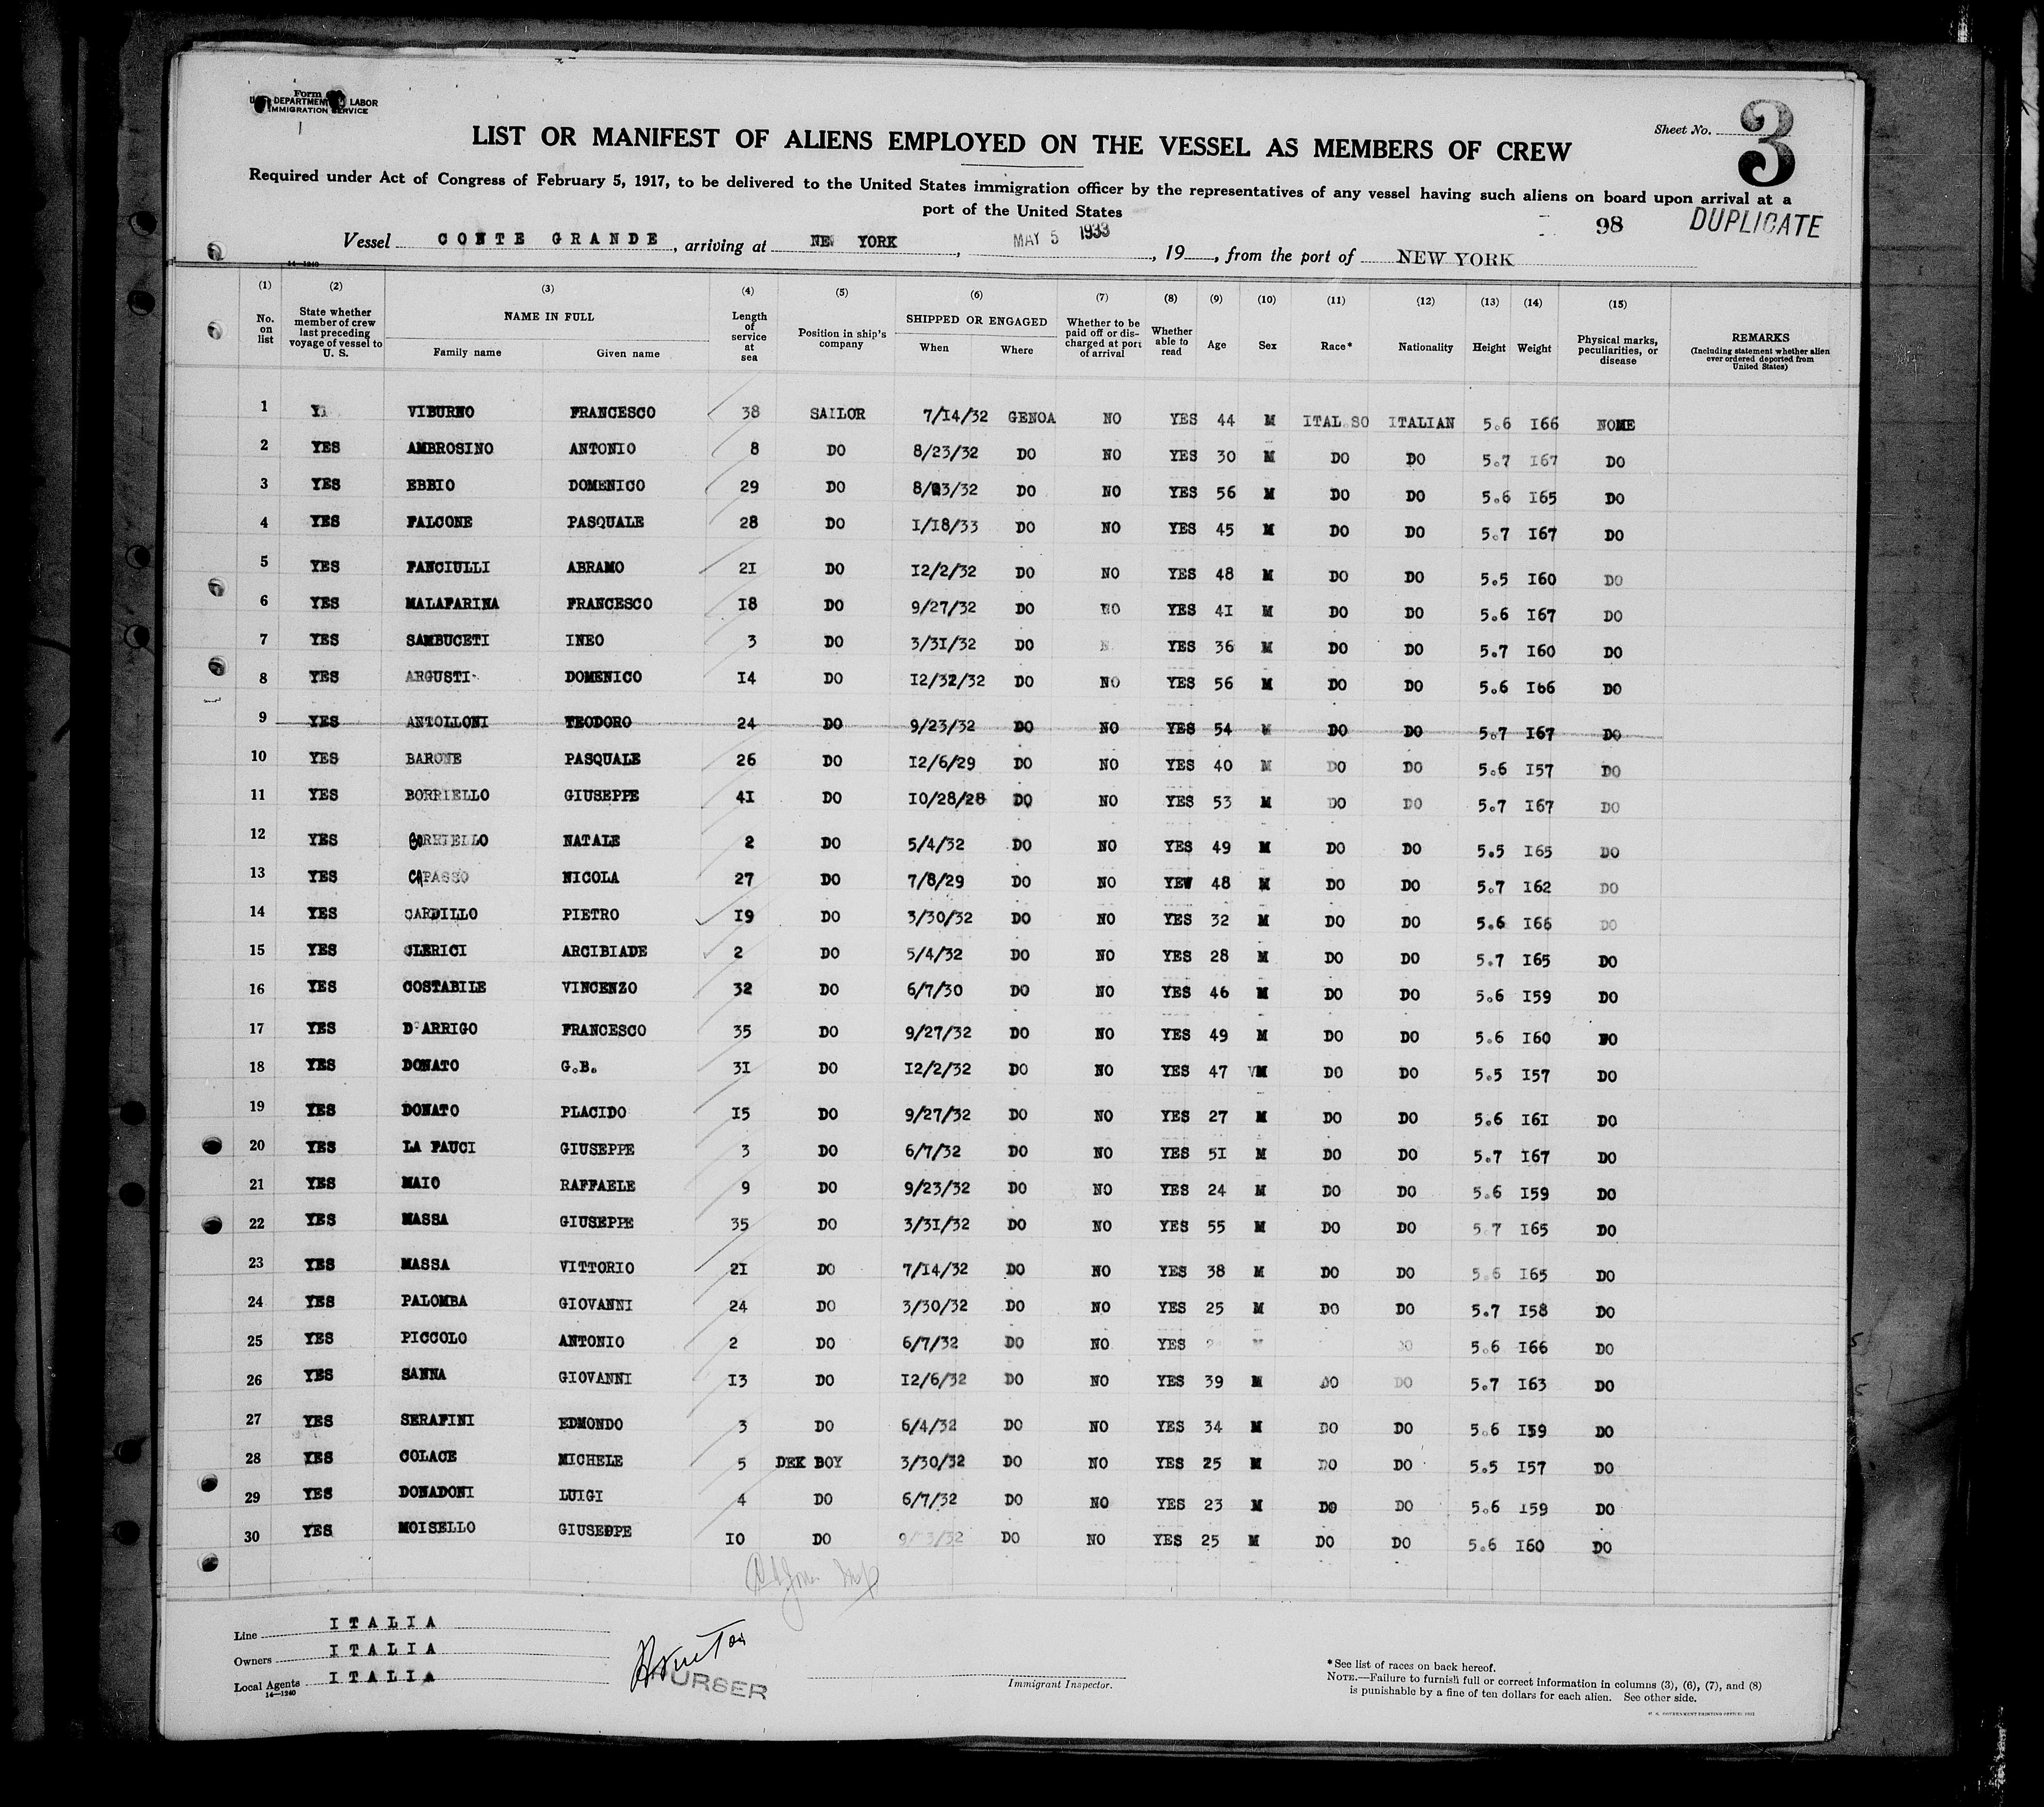 Form
U. DEPARTMENT LABOR
IMMIGRATION SERVICE
LIST OR MANIFEST OF ALIENS EMPLOYED ON THE VESSEL AS MEMBERS OF CREW
Sheet No. 3
Required under Act of Congress of February 5, 1917, to be delivered to the United States immigration officer by the representatives of any vessel having such aliens on board upon arrival at a
port of the United States
98 DUPLICATE
Vessel CONTE GRANDE, arriving at NEW YORK, MAY 5 1933, 19, from the port of NEW YORK
14—1240
(1) (2) (3) (4) (5) (6) (7) (8) (9) (10) (11) (12) (13) (14) (15)
No. on list State whether member of crew last preceding voyage of vessel to U. S. NAME IN FULL Family name Given name Length of service at sea Position in ship's company SHIPPED OR ENGAGED When Where Whether to be paid off or discharged at port of arrival Whether able to read Age Sex Race* Nationality Height Weight Physical marks, peculiarities, or disease REMARKS (Including statement whether alien ever ordered deported from United States)
1 Y VIBURNO FRANCESCO 38 SAILOR 7/14/32 GENOA NO YES 44 M ITAL.SO ITALIAN 5.6 166 NOME
2 YES AMBROSINO ANTONIO 8 DO 8/23/32 DO NO YES 30 M DO DO 5.7 167 DO
3 YES EBBIO DOMENICO 29 DO 8/23/32 DO NO YES 56 M DO DO 5.6 165 DO
4 YES FALCONE PASQUALE 28 DO 1/18/33 DO NO YES 45 M DO DO 5.7 167 DO
5 YES FANCIULLI ABRAMO 21 DO 12/2/32 DO NO YES 48 M DO DO 5.5 160 DO
6 YES MALAFARINA FRANCESCO 18 DO 9/27/32 DO NO YES 41 M DO DO 5.6 167 DO
7 YES SAMBUCETI INEO 3 DO 3/31/32 DO N YES 36 M DO DO 5.7 160 DO
8 YES ARGUSTI DOMENICO 14 DO 12/32/32 DO NO YES 56 M DO DO 5.6 166 DO
9 YES ANTOLLONI TEODORO 24 DO 9/23/32 DO NO YES 54 M DO DO 5.7 167 DO
10 YES BARONE PASQUALE 26 DO 12/6/29 DO NO YES 40 M DO DO 5.6 157 DO
11 YES BORRIELLO GIUSEPPE 41 DO 10/28/28 DO NO YES 53 M DO DO 5.7 167 DO
12 YES BORRIELLO NATALE 2 DO 5/4/32 DO NO YES 49 M DO DO 5.5 165 DO
13 YES CAPASSO NICOLA 27 DO 7/8/29 DO NO YEW 48 M DO DO 5.7 162 DO
14 YES CARDILLO PIETRO 19 DO 3/30/32 DO NO YES 32 M DO DO 5.6 166 DO
15 YES CLERICI ARCIBIADE 2 DO 5/4/32 DO NO YES 28 M DO DO 5.7 165 DO
16 YES COSTABILE VINCENZO 32 DO 6/7/30 DO NO YES 46 M DO DO 5.6 159 DO
17 YES D'ARRIGO FRANCESCO 35 DO 9/27/32 DO NO YES 49 M DO DO 5.6 160 DO
18 YES DONATO G.B. 31 DO 12/2/32 DO NO YES 47 M DO DO 5.5 157 DO
19 YES DONATO PLACIDO 15 DO 9/27/32 DO NO YES 27 M DO DO 5.6 161 DO
20 YES LA FAUCI GIUSEPPE 3 DO 6/7/32 DO NO YES 51 M DO DO 5.7 167 DO
21 YES MAIO RAFFAELE 9 DO 9/23/32 DO NO YES 24 M DO DO 5.6 159 DO
22 YES MASSA GIUSEPPE 35 DO 3/31/32 DO NO YES 55 M DO DO 5.7 165 DO
23 YES MASSA VITTORIO 21 DO 7/14/32 DO NO YES 38 M DO DO 5.6 165 DO
24 YES PALOMBA GIOVANNI 24 DO 3/30/32 DO NO YES 25 M DO DO 5.7 158 DO
25 YES PICCOLO ANTONIO 2 DO 6/7/32 DO NO YES M DO 5.6 166 DO
26 YES SANNA GIOVANNI 13 DO 12/6/32 DO NO YES 39 M DO DO 5.7 163 DO
27 YES SERAFINI EDMONDO 3 DO 6/4/32 DO NO YES 34 M DO DO 5.6 159 DO
28 YES COLACE MICHELE 5 DEK BOY 3/30/32 DO NO YES 25 M DO DO 5.5 157 DO
29 YES DONADONI LUIGI 4 DO 6/7/32 DO NO YES 23 M DO DO 5.6 159 DO
30 YES MOISELLO GIUSEPPE 10 DO DO NO YES 25 M DO DO 5.6 160 DO
Line ITALIA
Owners ITALIA
Local Agents ITALIA
14—1240
URSER
Immigrant Inspector.
*See list of races on back hereof.
NOTE.—Failure to furnish full or correct information in columns (3), (6), (7), and (8)
is punishable by a fine of ten dollars for each alien. See other side.
U. S. GOVERNMENT PRINTING OFFICE: 1932